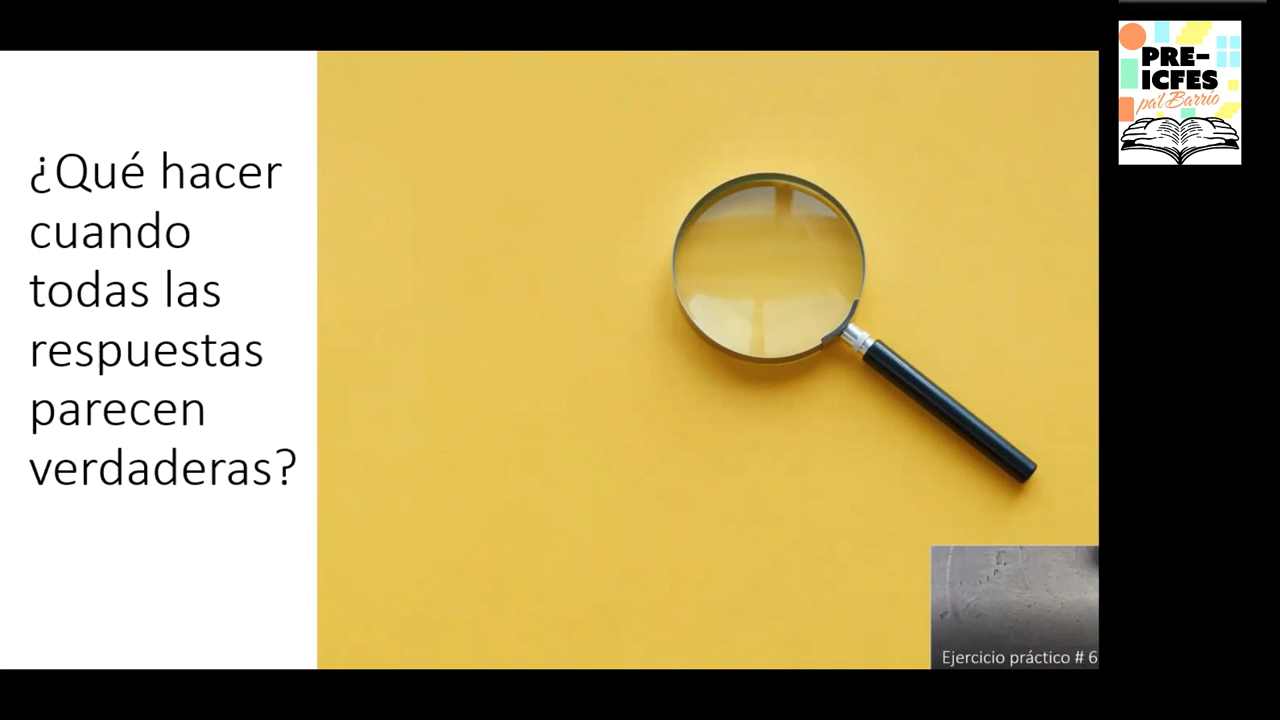 ¿Qué hacer
cuando
todas las
respuestas
parecen
verdaderas?
PRE-
ICFES
pa'l Barrio
Ejercicio práctico # 6